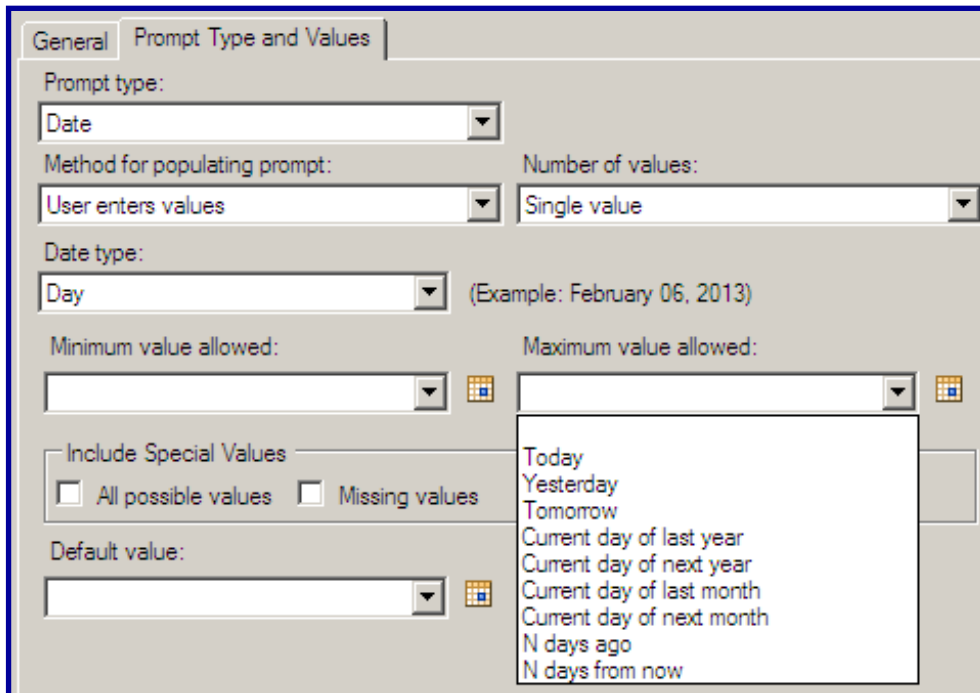 General Prompt Type and Values
Prompt type:
Date
Method for populating prompt: Number of values:
User enters values Single value
Date type:
Day (Example: February 06, 2013)
Minimum value allowed: Maximum value allowed:
Include Special Values
All possible values Missing values
Default value:
Today
Yesterday
Tomorrow
Current day of last year
Current day of next year
Current day of last month
Current day of next month
N days ago
N days from now